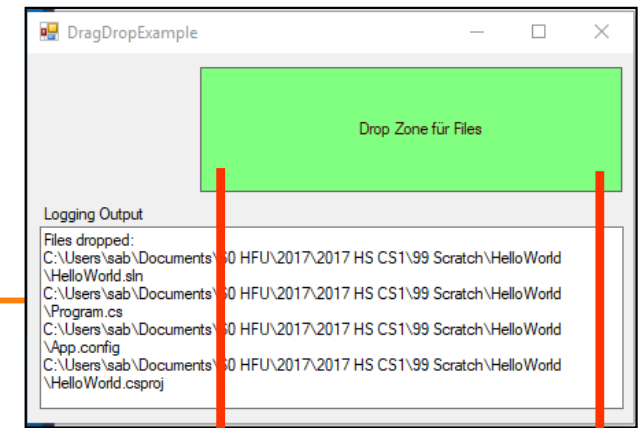 DragDropExample
Drop Zone für Files
Logging Output
Files dropped:
C:\Users\sab\Documents\60 HFU\2017\2017 HS CS1\99 Scratch\HelloWorld
\HelloWorld.sln
C:\Users\sab\Documents\60 HFU\2017\2017 HS CS1\99 Scratch\HelloWorld
\Program.cs
C:\Users\sab\Documents\60 HFU\2017\2017 HS CS1\99 Scratch\HelloWorld
\App.config
C:\Users\sab\Documents\60 HFU\2017\2017 HS CS1\99 Scratch\HelloWorld
\HelloWorld.csproj